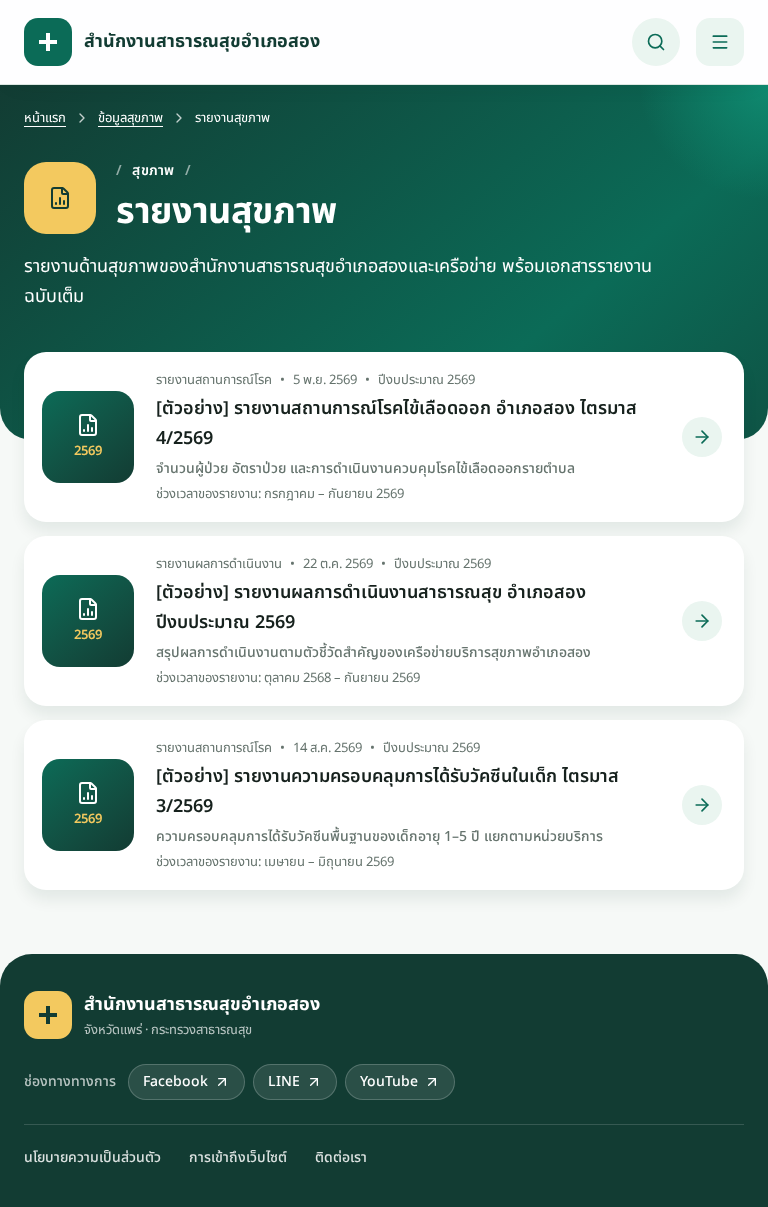 สำนักงานสาธารณสุขอำเภอสอง
หน้าแรก > ข้อมูลสุขภาพ > รายงานสุขภาพ
/ สุขภาพ /
รายงานสุขภาพ
รายงานด้านสุขภาพของสำนักงานสาธารณสุขอำเภอสองและเครือข่าย พร้อมเอกสารรายงาน
ฉบับเต็ม
รายงานสถานการณ์โรค • 5 พ.ย. 2569 • ปีงบประมาณ 2569
[ตัวอย่าง] รายงานสถานการณ์โรคไข้เลือดออก อำเภอสอง ไตรมาส
4/2569
2569
จำนวนผู้ป่วย อัตราป่วย และการดำเนินงานควบคุมโรคไข้เลือดออกรายตำบล
ช่วงเวลาของรายงาน: กรกฎาคม – กันยายน 2569
รายงานผลการดำเนินงาน • 22 ต.ค. 2569 • ปีงบประมาณ 2569
[ตัวอย่าง] รายงานผลการดำเนินงานสาธารณสุข อำเภอสอง
ปีงบประมาณ 2569
2569
สรุปผลการดำเนินงานตามตัวชี้วัดสำคัญของเครือข่ายบริการสุขภาพอำเภอสอง
ช่วงเวลาของรายงาน: ตุลาคม 2568 – กันยายน 2569
รายงานสถานการณ์โรค • 14 ส.ค. 2569 • ปีงบประมาณ 2569
[ตัวอย่าง] รายงานความครอบคลุมการได้รับวัคซีนในเด็ก ไตรมาส
3/2569
2569
ความครอบคลุมการได้รับวัคซีนพื้นฐานของเด็กอายุ 1–5 ปี แยกตามหน่วยบริการ
ช่วงเวลาของรายงาน: เมษายน – มิถุนายน 2569
สำนักงานสาธารณสุขอำเภอสอง
จังหวัดแพร่ · กระทรวงสาธารณสุข
ช่องทางทางการ Facebook LINE YouTube
นโยบายความเป็นส่วนตัว การเข้าถึงเว็บไซต์ ติดต่อเรา